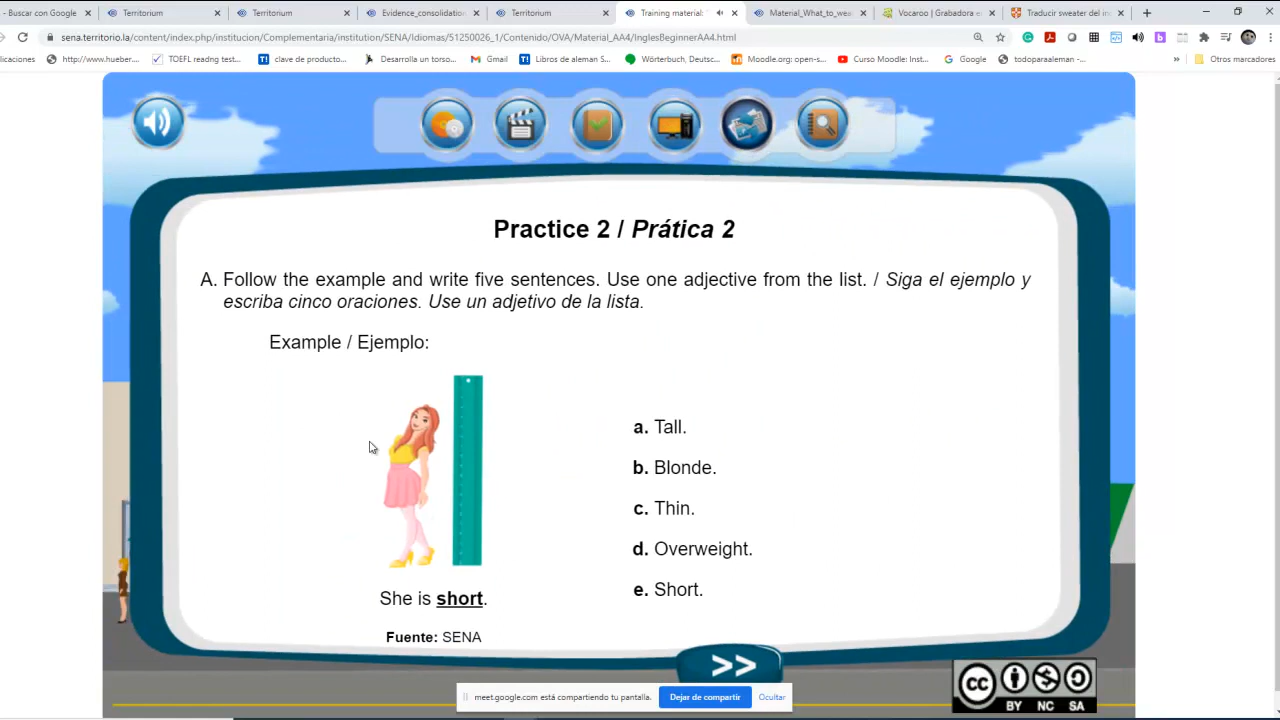 - Buscar con Google
Territorium
Territorium
Evidence_consolidation
Territorium
Training material:
Material_What_to_wea
Vocaroo | Grabadora d
Traducir sweater del in
sena.territorio.la/content/index.php/institucion/Complementaria/institution/SENA/Idiomas/51250026_1/Contenido/OVA/Material_AA4/InglesBeginnerAA4.html
licaciones
http://www.hueber...
TOEFL readng test...
clave de producto...
Desarolla un torso...
Gmail
Libros de aleman S...
Wörterbuch, Deutsc...
Moodle.org: open-s...
Curso Moodle: Inst...
Google
todoparaaleman -...
Otros marcadores
Practice 2 / Prática 2
A. Follow the example and write five sentences. Use one adjective from the list. / Siga el ejemplo y
escriba cinco oraciones. Use un adjetivo de la lista.
Example / Ejemplo:
a. Tall.
b. Blonde.
c. Thin.
d. Overweight.
e. Short.
She is short.
Fuente: SENA
>>
cc
BY NC SA
meet.google.com está compartiendo tu pantalla.
Dejar de compartir
Ocultar